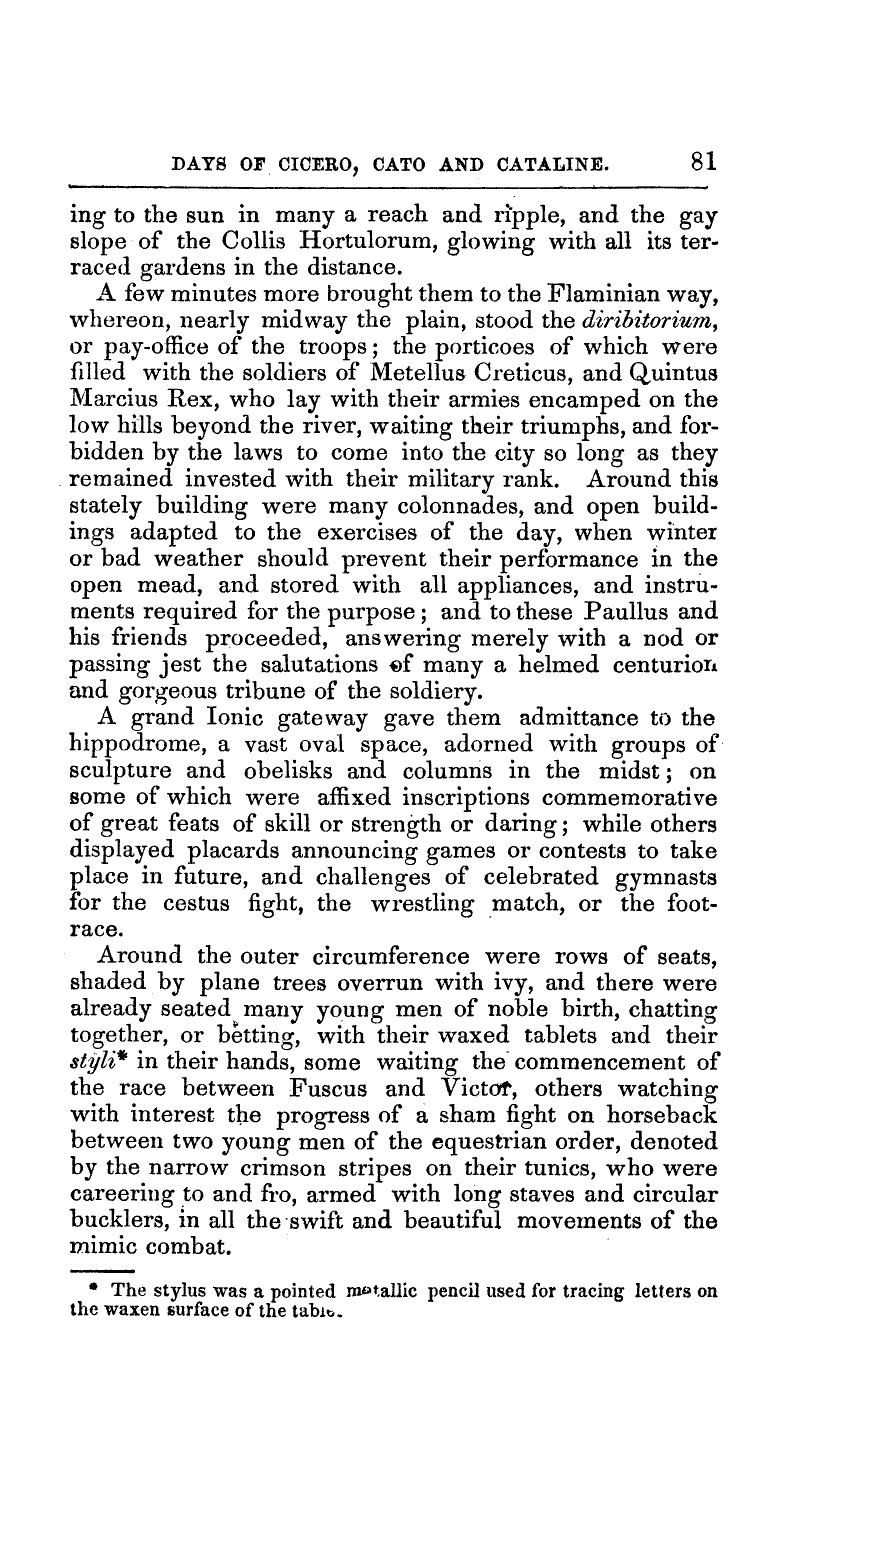 DAYS OF CICERO, CATO AND CATALINE. 81
ing to the sun in many a reach and ripple, and the gay
slope of the Collis Hortulorum, glowing with all its ter-
raced gardens in the distance.
A few minutes more brought them to the Flaminian way,
whereon, nearly midway the plain, stood the diribitorium,
or pay-office of the troops; the porticoes of which were
filled with the soldiers of Metellus Creticus, and Quintus
Marcius Rex, who lay with their armies encamped on the
low hills beyond the river, waiting their triumphs, and for-
bidden by the laws to come into the city so long as they
remained invested with their military rank. Around this
stately building were many colonnades, and open build-
ings adapted to the exercises of the day, when winter
or bad weather should prevent their performance in the
open mead, and stored with all appliances, and instru-
ments required for the purpose; and to these Paullus and
his friends proceeded, answering merely with a nod or
passing jest the salutations of many a helmed centurion
and gorgeous tribune of the soldiery.
A grand Ionic gateway gave them admittance to the
hippodrome, a vast oval space, adorned with groups of
sculpture and obelisks and columns in the midst; on
some of which were affixed inscriptions commemorative
of great feats of skill or strength or daring; while others
displayed placards announcing games or contests to take
place in future, and challenges of celebrated gymnasts
for the cestus fight, the wrestling match, or the foot-
race.
Around the outer circumference were rows of seats,
shaded by plane trees overrun with ivy, and there were
already seated many young men of noble birth, chatting
together, or betting, with their waxed tablets and their
styli* in their hands, some waiting the commencement of
the race between Fuscus and Victor, others watching
with interest the progress of a sham fight on horseback
between two young men of the equestrian order, denoted
by the narrow crimson stripes on their tunics, who were
careering to and fro, armed with long staves and circular
bucklers, in all the swift and beautiful movements of the
mimic combat.
* The stylus was a pointed metallic pencil used for tracing letters on
the waxen surface of the